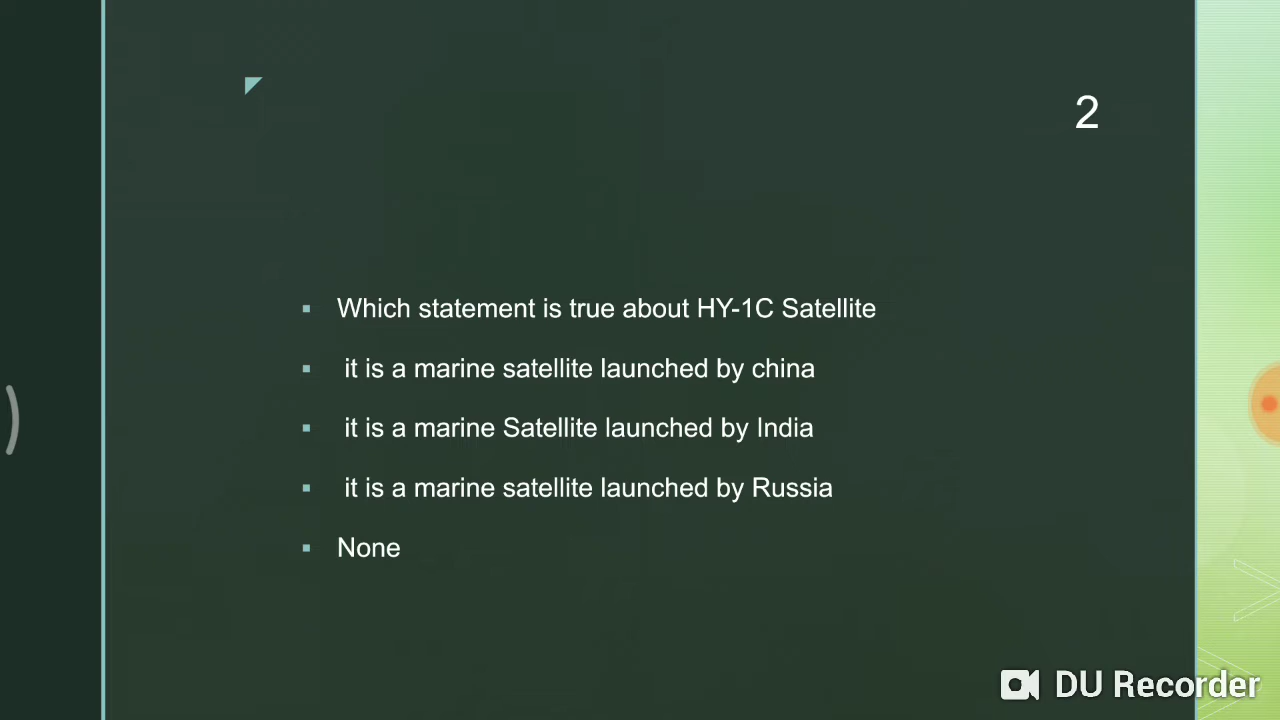 2
Which statement is true about HY-1C Satellite
it is a marine satellite launched by china
it is a marine Satellite launched by India
it is a marine satellite launched by Russia
None
DU Recorder